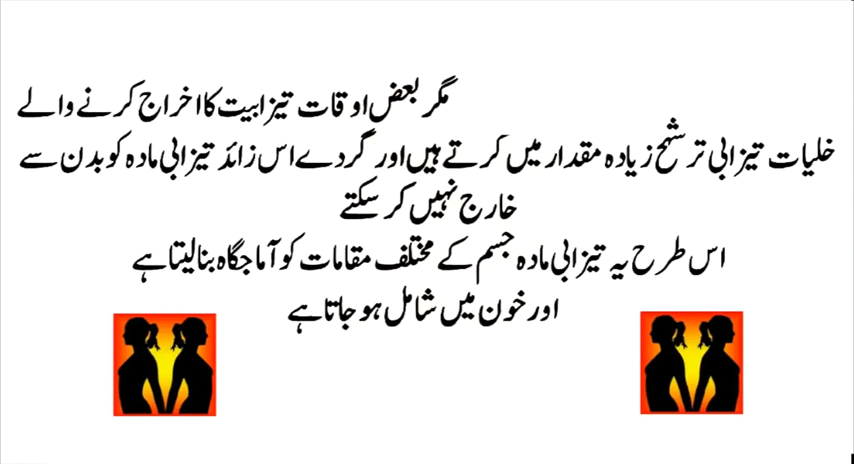 مگر بعض اوقات تیزابیت کا اخراج کرنے والے
خلیات تیزابی ترشح زیادہ مقدار میں کرتے ہیں اور گردے اس زائد تیزابی مادہ کو بدن سے
خارج نہیں کر سکتے
اس طرح یہ تیزابی مادہ جسم کے مختلف مقامات کو آماجگاہ بنا لیتا ہے
اور خون میں شامل ہو جاتا ہے